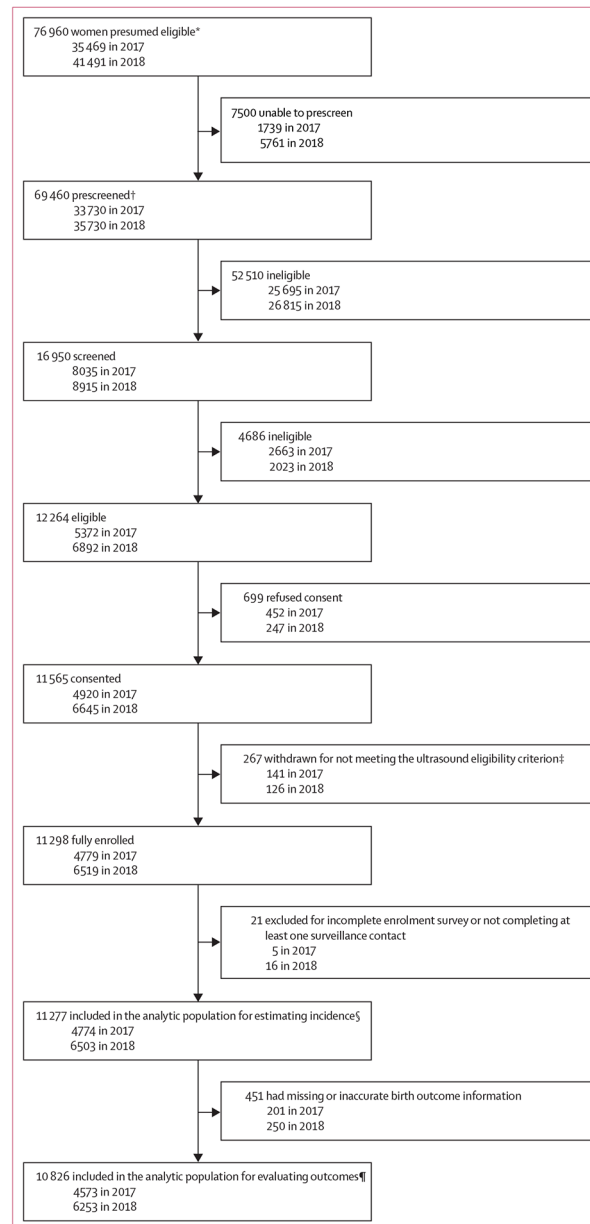 76 960 women presumed eligible*
35 469 in 2017
41 491 in 2018
7500 unable to prescreen
1739 in 2017
5761 in 2018
69 460 prescreened†
33 730 in 2017
35 730 in 2018
52 510 ineligible
25 695 in 2017
26 815 in 2018
16 950 screened
8035 in 2017
8915 in 2018
4686 ineligible
2663 in 2017
2023 in 2018
12 264 eligible
5372 in 2017
6892 in 2018
699 refused consent
452 in 2017
247 in 2018
11 565 consented
4920 in 2017
6645 in 2018
267 withdrawn for not meeting the ultrasound eligibility criterion‡
141 in 2017
126 in 2018
11 298 fully enrolled
4779 in 2017
6519 in 2018
21 excluded for incomplete enrolment survey or not completing at
least one surveillance contact
5 in 2017
16 in 2018
11 277 included in the analytic population for estimating incidence§
4774 in 2017
6503 in 2018
451 had missing or inaccurate birth outcome information
201 in 2017
250 in 2018
10 826 included in the analytic population for evaluating outcomes¶
4573 in 2017
6253 in 2018